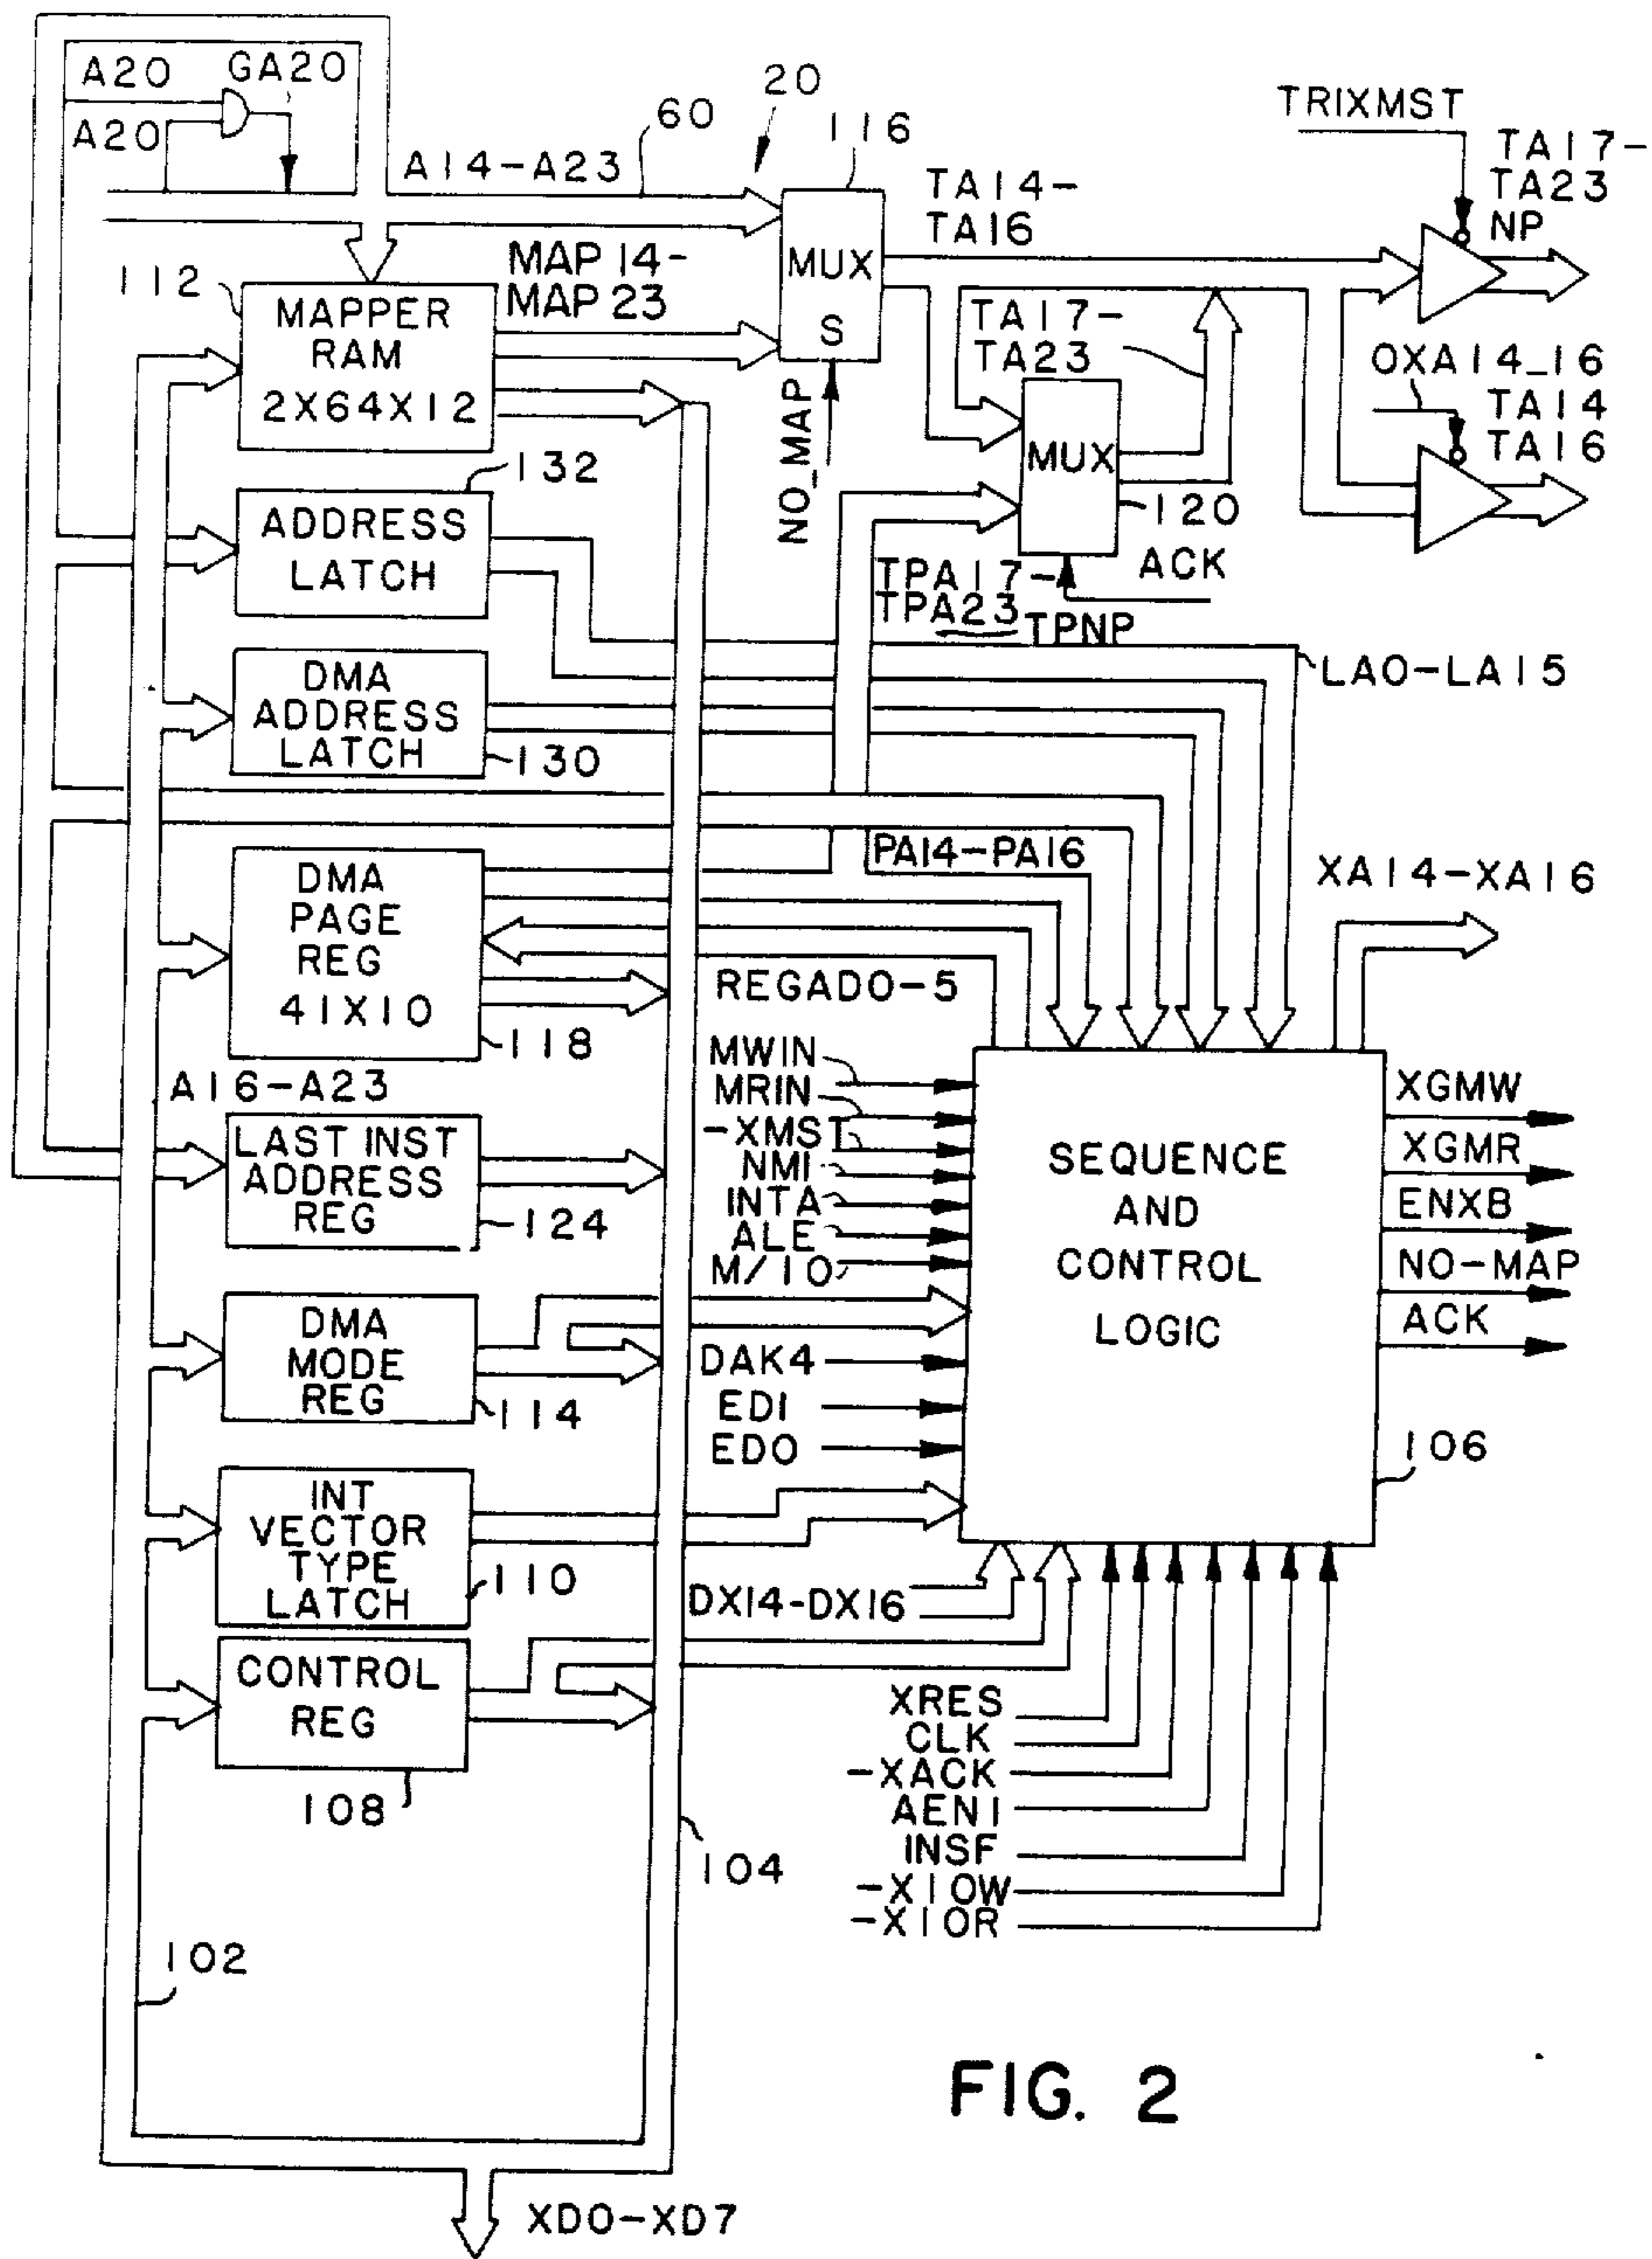 A20
GA20
A20
20
60
116
TRIXMST
A14-A23
TA14-
TA16
TA17-
TA23
NP
112
MAPPER
RAM
2X64X12
MAP 14-
MAP 23
MUX
S
NO_MAP
TA17-
TA23
OXA14_16
TA14
TA16
132
ADDRESS
LATCH
MUX
120
ACK
TPA17-
TPA23
TPNP
LA0-LA15
DMA
ADDRESS
LATCH
130
PA14-PA16
XA14-XA16
DMA
PAGE
REG
41X10
118
REGAD0-5
A16-A23
LAST INST
ADDRESS
REG
124
MWIN
MRIN
-XMST
NMI
INTA
ALE
M/IO
DAK4
ED1
ED0
SEQUENCE
AND
CONTROL
LOGIC
106
XGMW
XGMR
ENXB
NO-MAP
ACK
DMA
MODE
REG
114
INT
VECTOR
TYPE
LATCH
110
DX14-DX16
CONTROL
REG
108
XRES
CLK
-XACK
AEN1
INSF
-XIOW
-XIOR
104
102
XD0-XD7
FIG. 2